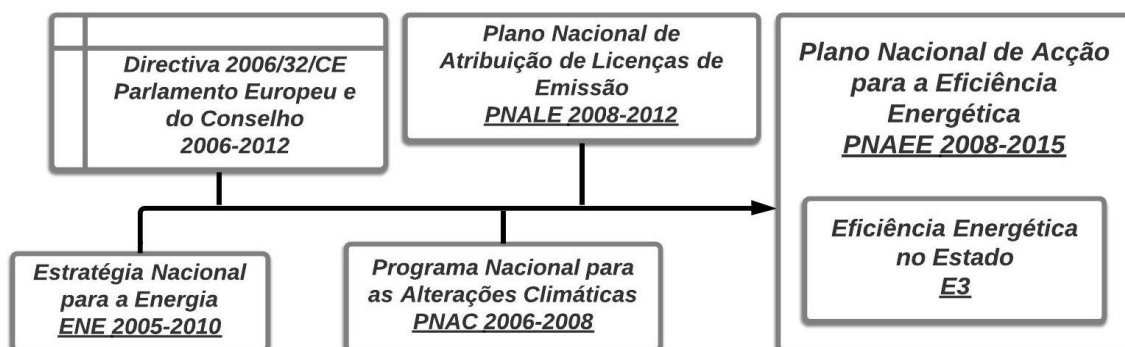 Directiva 2006/32/CE
Parlamento Europeu e
do Conselho
2006-2012
Plano Nacional de
Atribuição de Licenças de
Emissão
PNALE 2008-2012
Plano Nacional de Acção
para a Eficiência
Energética
PNAEE 2008-2015
Eficiência Energética
no Estado
E3
Estratégia Nacional
para a Energia
ENE 2005-2010
Programa Nacional para
as Alterações Climáticas
PNAC 2006-2008